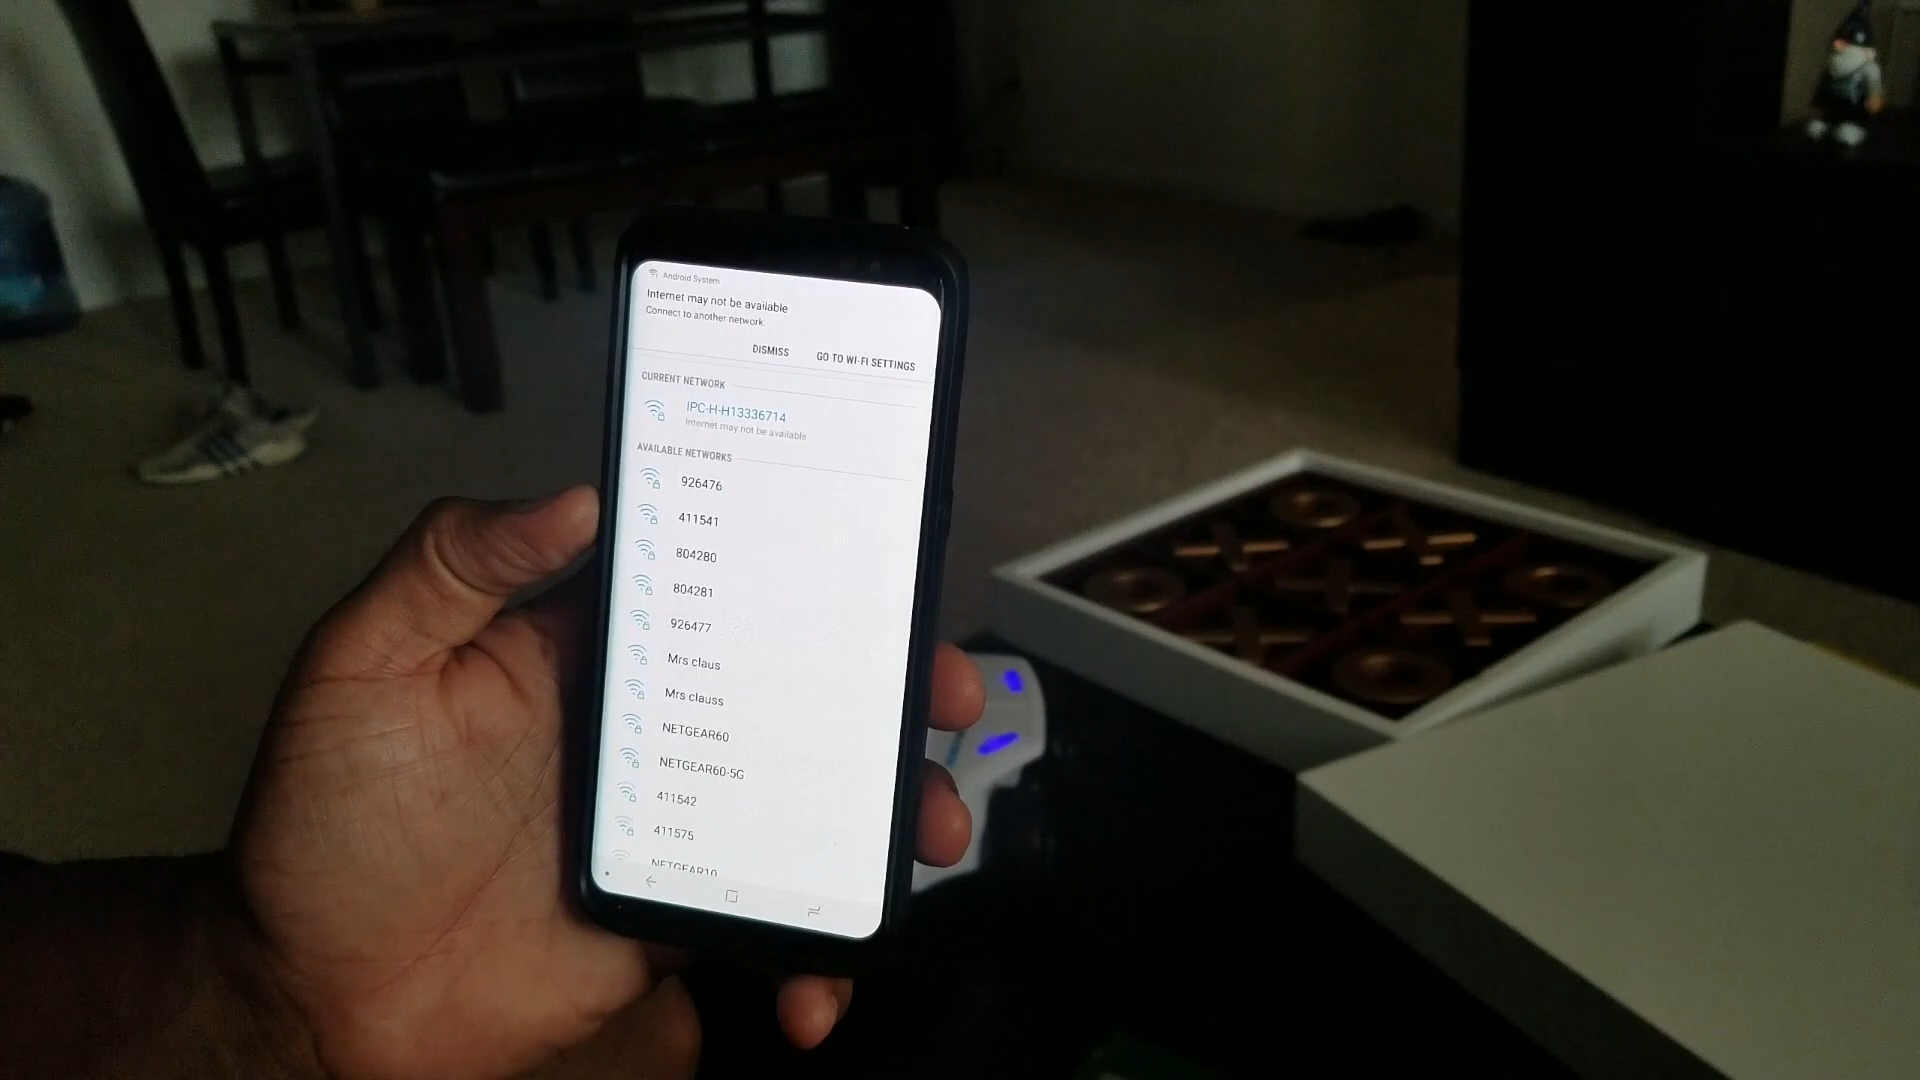 Android System
Internet may not be available
Connect to another network.
DISMISS GO TO WI-FI SETTINGS
CURRENT NETWORK
IPC-H-H13336714
Internet may not be available
AVAILABLE NETWORKS
926476
411541
804280
804281
926477
Mrs claus
Mrs clauss
NETGEAR60
NETGEAR60-5G
411542
411575
NETGEAR10